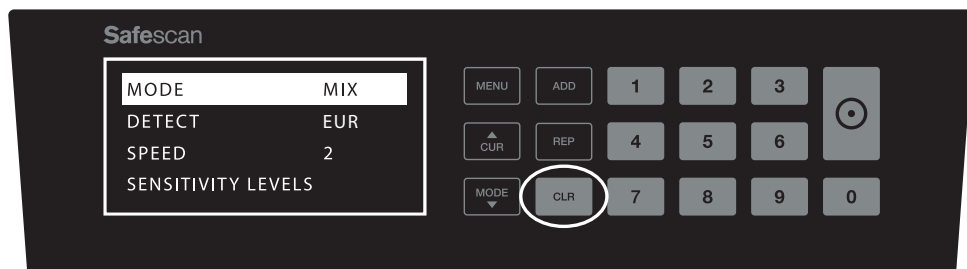 Safescan
MODE MIX
DETECT EUR
SPEED 2
SENSITIVITY LEVELS
MENU ADD 1 2 3
CUR REP 4 5 6
MODE CLR 7 8 9 0